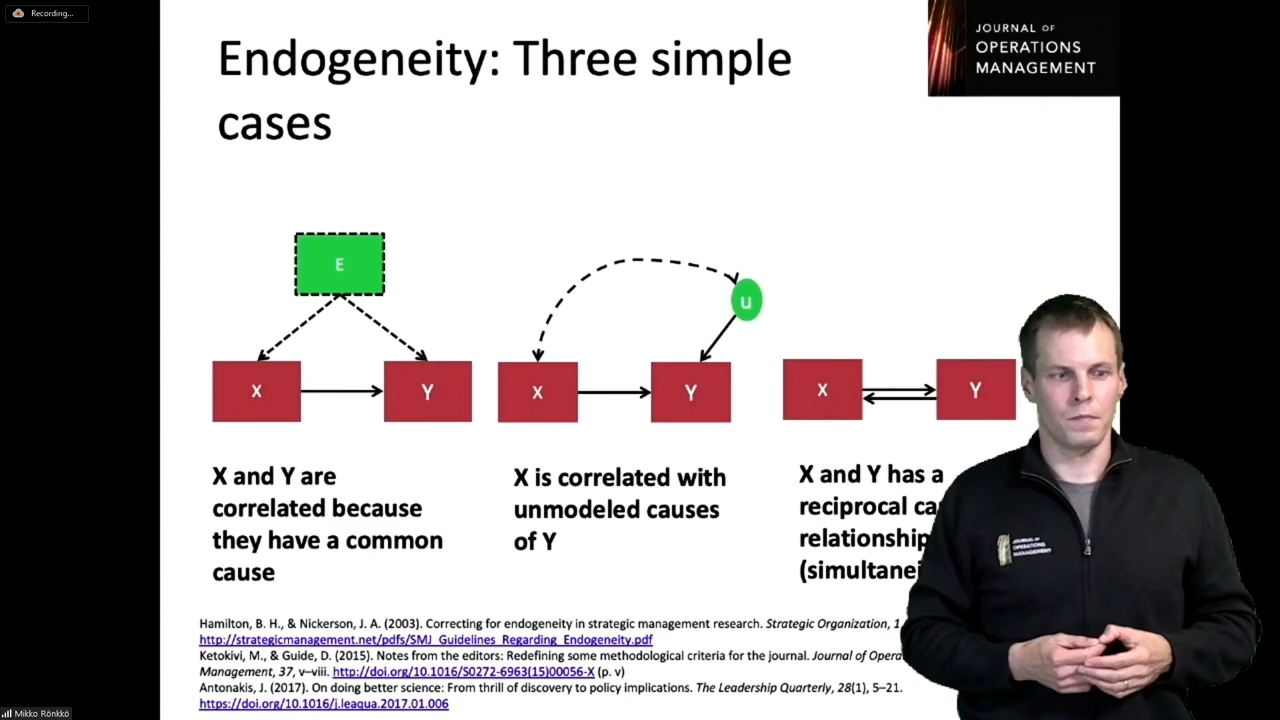 Recording...
Endogeneity: Three simple
cases
JOURNAL OF
OPERATIONS
MANAGEMENT
E
X
Y
u
X
Y
X
Y
X and Y are
correlated because
they have a common
cause
X is correlated with
unmodeled causes
of Y
X and Y has a
reciprocal
relationship
JOURNAL OF
OPERATIONS
MANAGEMENT
Hamilton, B. H., & Nickerson, J. A. (2003). Correcting for endogeneity in strategic management research. Strategic Organization, 1
http://strategicmanagement.net/pdfs/SMJ_Guidelines_Regarding_Endogeneity.pdf
Ketokivi, M., & Guide, D. (2015). Notes from the editors: Redefining some methodological criteria for the journal. Journal of
Management, 37, v–viii. http://doi.org/10.1016/S0272-6963(15)00056-X (p. v)
Antonakis, J. (2017). On doing better science: From thrill of discovery to policy implications. The Leadership Quarterly, 28(1), 5–21.
https://doi.org/10.1016/j.leaqua.2017.01.006
Mikko Rönkkö